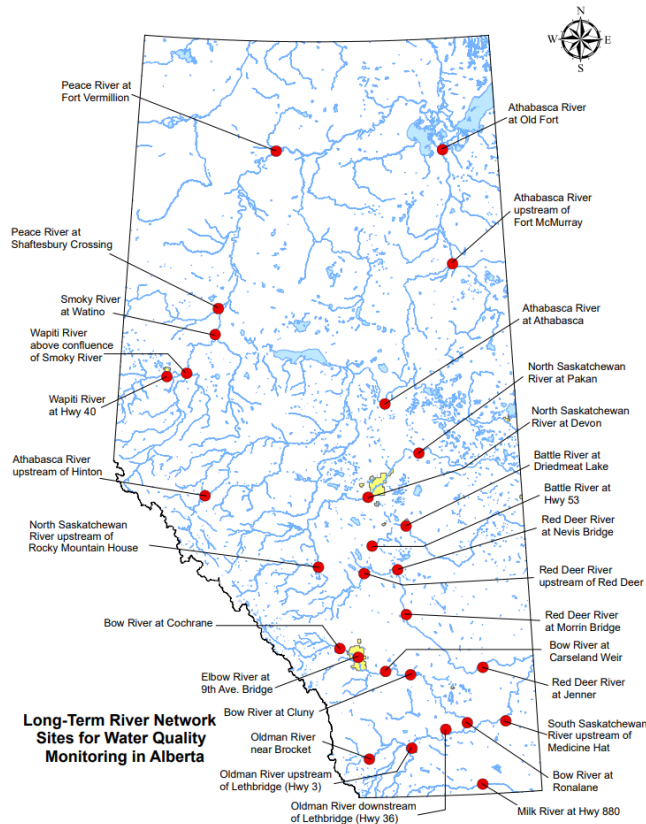 N
W
E
S
Peace River at
Fort Vermillion
Athabasca River
at Old Fort
Athabasca River
upstream of
Fort McMurray
Peace River at
Shaftesbury Crossing
Smoky River
at Watino
Athabasca River
at Athabasca
Wapiti River
above confluence
of Smoky River
North Saskatchewan
River at Pakan
Wapiti River
at Hwy 40
North Saskatchewan
River at Devon
Athabasca River
upstream of Hinton
Battle River at
Driedmeat Lake
Battle River at
Hwy 53
North Saskatchewan
River upstream of
Rocky Mountain House
Red Deer River
at Nevis Bridge
Red Deer River
upstream of Red Deer
Bow River at Cochrane
Red Deer River
at Morrin Bridge
Bow River at
Carseland Weir
Elbow River at
9th Ave. Bridge
Red Deer River
at Jenner
Bow River at Cluny
Long-Term River Network
Sites for Water Quality
Monitoring in Alberta
South Saskatchewan
River upstream of
Medicine Hat
Oldman River
near Brocket
Oldman River upstream
of Lethbridge (Hwy 3)
Bow River at
Ronalane
Oldman River downstream
of Lethbridge (Hwy 36)
Milk River at Hwy 880